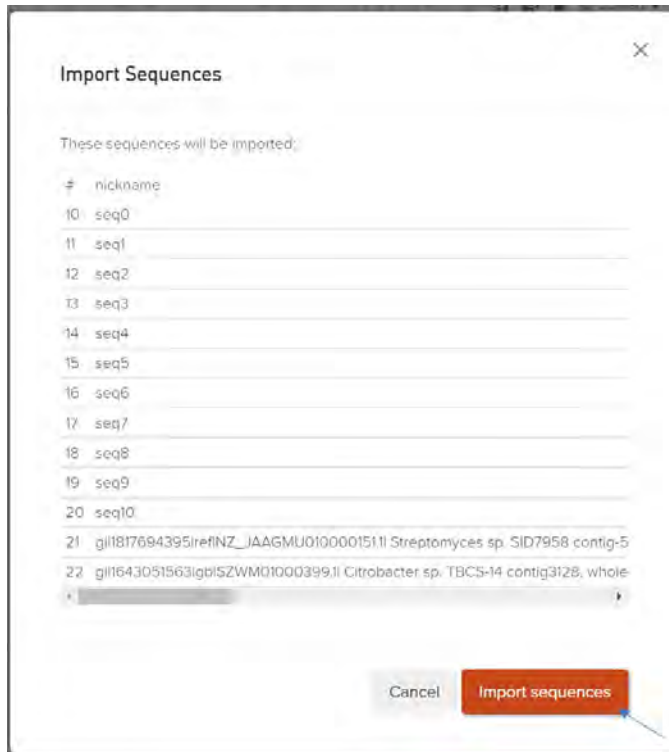 Import Sequences
These sequences will be imported:
# nickname
10 seq0
11 seq1
12 seq2
13 seq3
14 seq4
15 seq5
16 seq6
17 seq7
18 seq8
19 seq9
20 seq10
21 gi|1817694395|ref|NZ_JAAGMU010000151.1| Streptomyces sp. SID7958 contig-5
22 gi|1643051563|gb|SZWM01000399.1| Citrobacter sp. TBCS-14 contig3128, whole
Cancel Import sequences